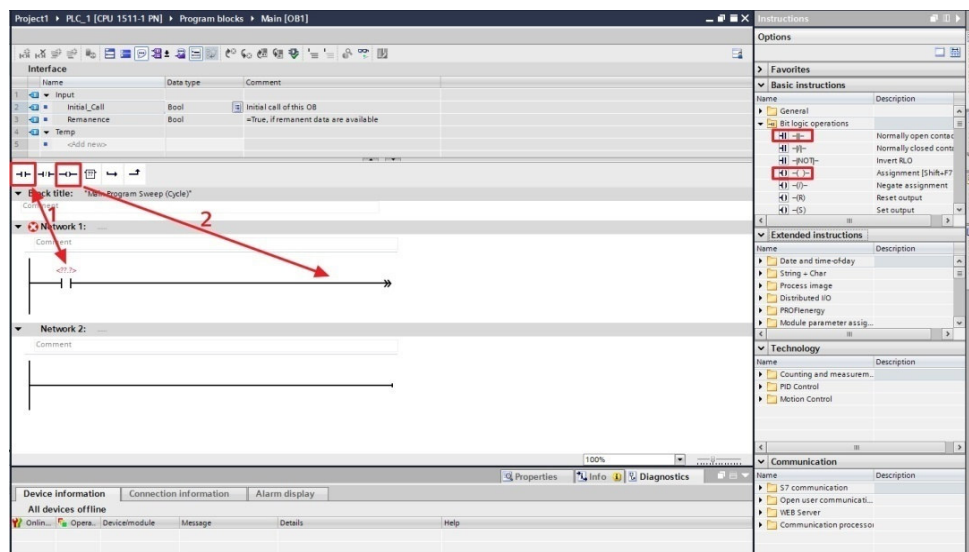 Project1 ▸ PLC_1 [CPU 1511-1 PN] ▸ Program blocks ▸ Main [OB1]
Interface
Name Data type Comment
1 Input
2 Initial_Call Bool Initial call of this OB
3 Remanence Bool =True, if remanent data are available
4 Temp
5 <Add new>
Block title: "Main Program Sweep (Cycle)"
Comment
1
2
Network 1: .....
Comment
<??.?>
Network 2: .....
Comment
100%
Properties Info Diagnostics
Device information Connection information Alarm display
All devices offline
Onlin... Opera.. Device/module Message Details Help
Instructions
Options
Favorites
Basic instructions
Name Description
General
Bit logic operations
-||- Normally open contac
-|/|- Normally closed conta
-|NOT|- Invert RLO
-( )- Assignment [Shift+F7
-(/)- Negate assignment
-(R) Reset output
-(S) Set output
Extended instructions
Name Description
Date and time-of-day
String + Char
Process image
Distributed I/O
PROFIenergy
Module parameter assig...
Technology
Name Description
Counting and measurem..
PID Control
Motion Control
Communication
Name Description
S7 communication
Open user communicati..
WEB Server
Communication processor